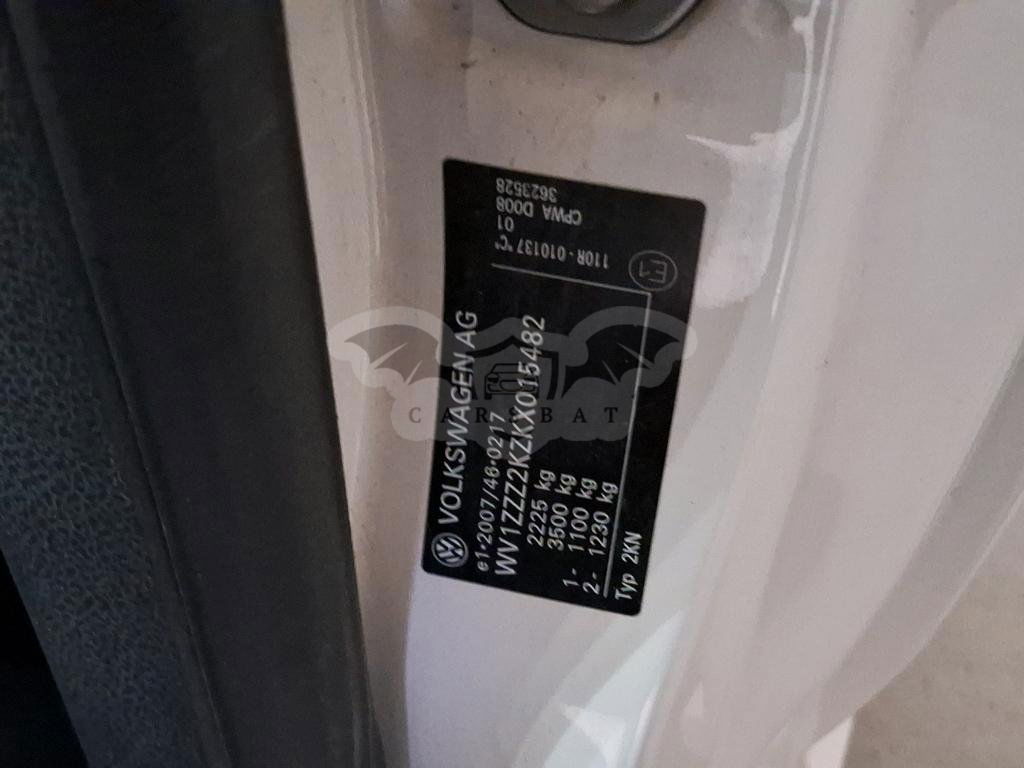 VOLKSWAGEN AG
e1*2007/46*0217
WV1ZZZ2KZKX015482
2225 kg
3500 kg
1- 1100 kg
2- 1230 kg
Typ 2KN
E1
110R-010137 "C"
01
CPWA D008
3623528
CARSBAT